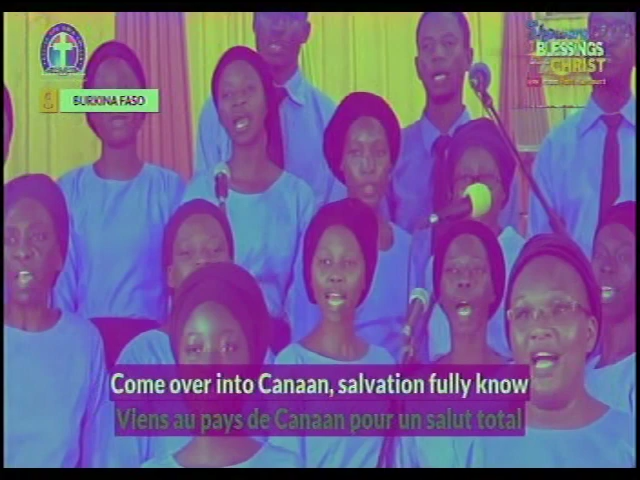 BLESSINGS
CHRIST
BURKINA FASO
Come over into Canaan, salvation fully know
Viens au pays de Canaan pour un salut total